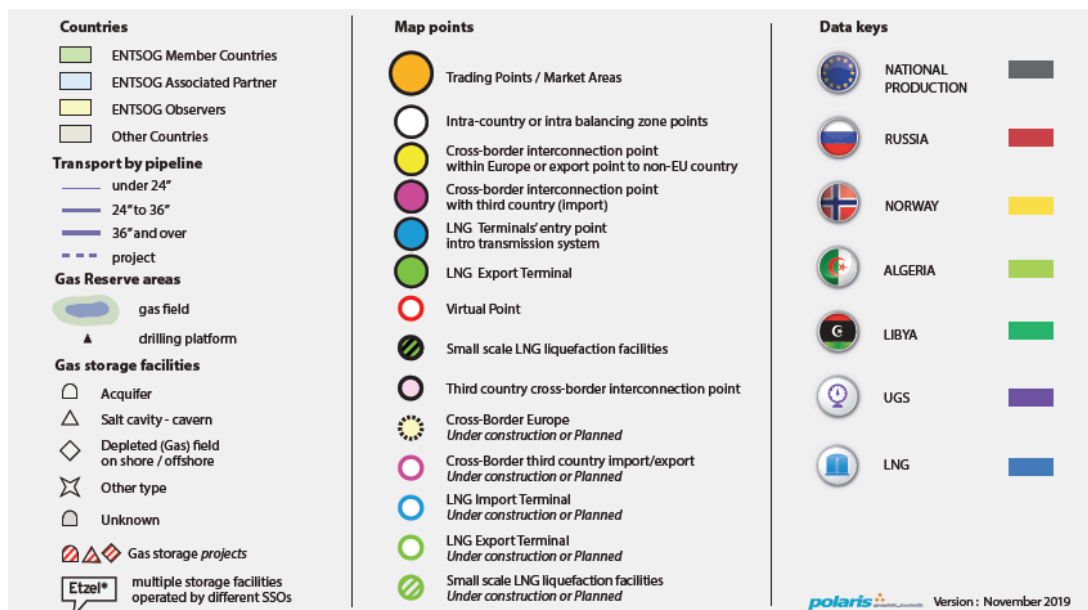 Countries
ENTSOG Member Countries
ENTSOG Associated Partner
ENTSOG Observers
Other Countries
Transport by pipeline
under 24”
24” to 36”
36” and over
project
Gas Reserve areas
gas field
drilling platform
Gas storage facilities
Acquifer
Salt cavity - cavern
Depleted (Gas) field
on shore / offshore
Other type
Unknown
Gas storage projects
Etzel*
multiple storage facilities
operated by different SSOs
Map points
Trading Points / Market Areas
Intra-country or intra balancing zone points
Cross-border interconnection point
within Europe or export point to non-EU country
Cross-border interconnection point
with third country (import)
LNG Terminals’ entry point
intro transmission system
LNG Export Terminal
Virtual Point
Small scale LNG liquefaction facilities
Third country cross-border interconnection point
Cross-Border Europe
Under construction or Planned
Cross-Border third country import/export
Under construction or Planned
LNG Import Terminal
Under construction or Planned
LNG Export Terminal
Under construction or Planned
Small scale LNG liquefaction facilities
Under construction or Planned
Data keys
NATIONAL
PRODUCTION
RUSSIA
NORWAY
ALGERIA
LIBYA
UGS
LNG
polaris
Version : November 2019